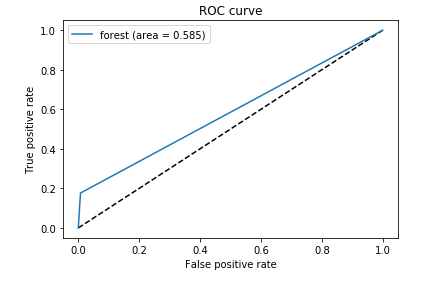 ROC curve
forest (area = 0.585)
True positive rate
1.0
0.8
0.6
0.4
0.2
0.0
0.0 0.2 0.4 0.6 0.8 1.0
False positive rate